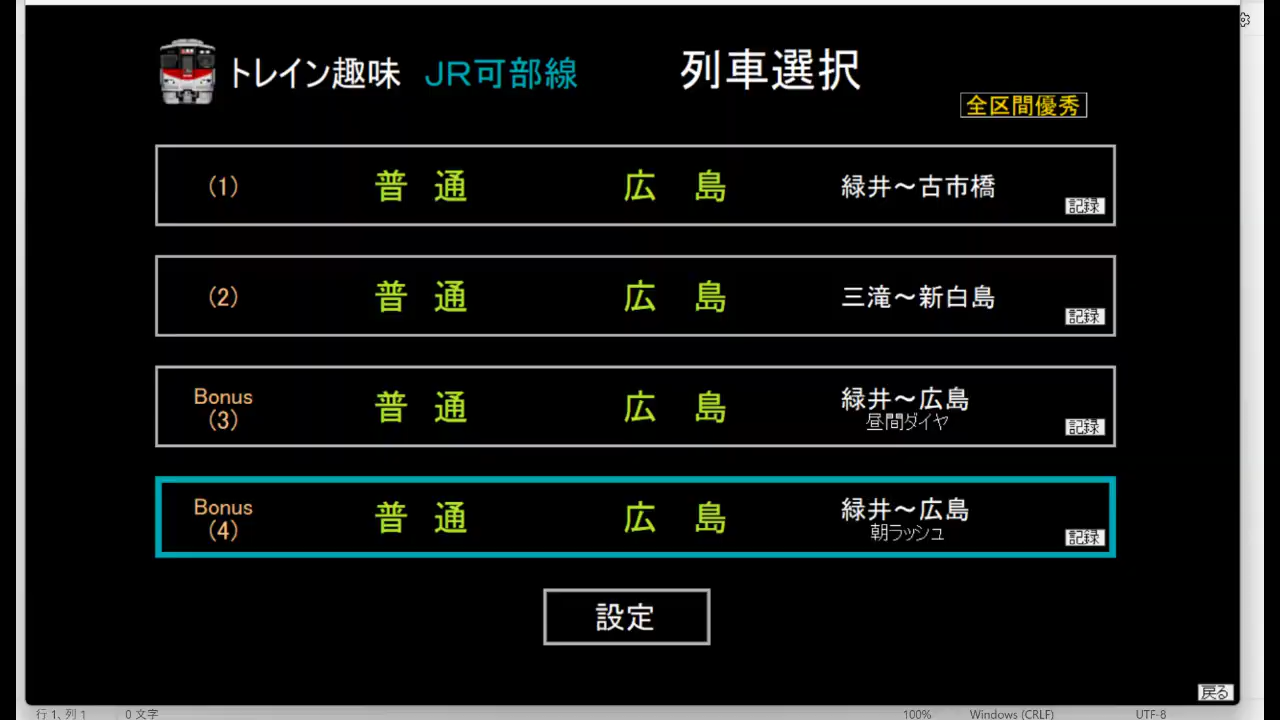 トレイン趣味 JR可部線 列車選択
全区間優秀
(1) 普通 広島 緑井～古市橋
記録
(2) 普通 広島 三滝～新白島
記録
Bonus
(3) 普通 広島 緑井～広島
昼間ダイヤ
記録
Bonus
(4) 普通 広島 緑井～広島
朝ラッシュ
記録
設定
戻る
行 1、列 1 0 文字 100% Windows (CRLF) UTF-8